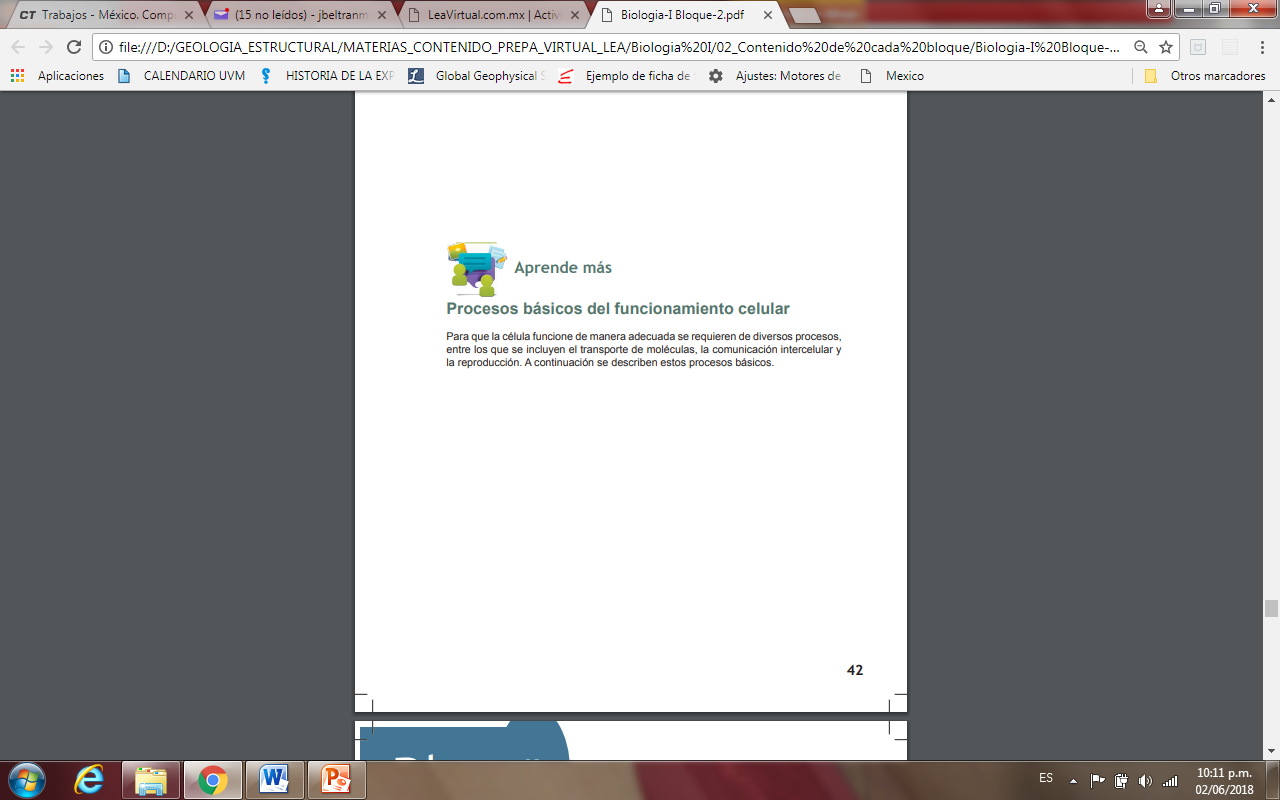 CT Trabajos - México. Comp
(15 no leídos) - jbeltranm
LeaVirtual.com.mx | Activi
Biologia-I Bloque-2.pdf
file:///D:/GEOLOGIA_ESTRUCTURAL/MATERIAS_CONTENIDO_PREPA_VIRTUAL_LEA/Biologia%20I/02_Contenido%20de%20cada%20bloque/Biologia-I%20Bloque-...
Aplicaciones CALENDARIO UVM HISTORIA DE LA EXP Global Geophysical S Ejemplo de ficha de Ajustes: Motores de Mexico Otros marcadores
Aprende más
Procesos básicos del funcionamiento celular
Para que la célula funcione de manera adecuada se requieren de diversos procesos,
entre los que se incluyen el transporte de moléculas, la comunicación intercelular y
la reproducción. A continuación se describen estos procesos básicos.
42
ES
10:11 p.m.
02/06/2018